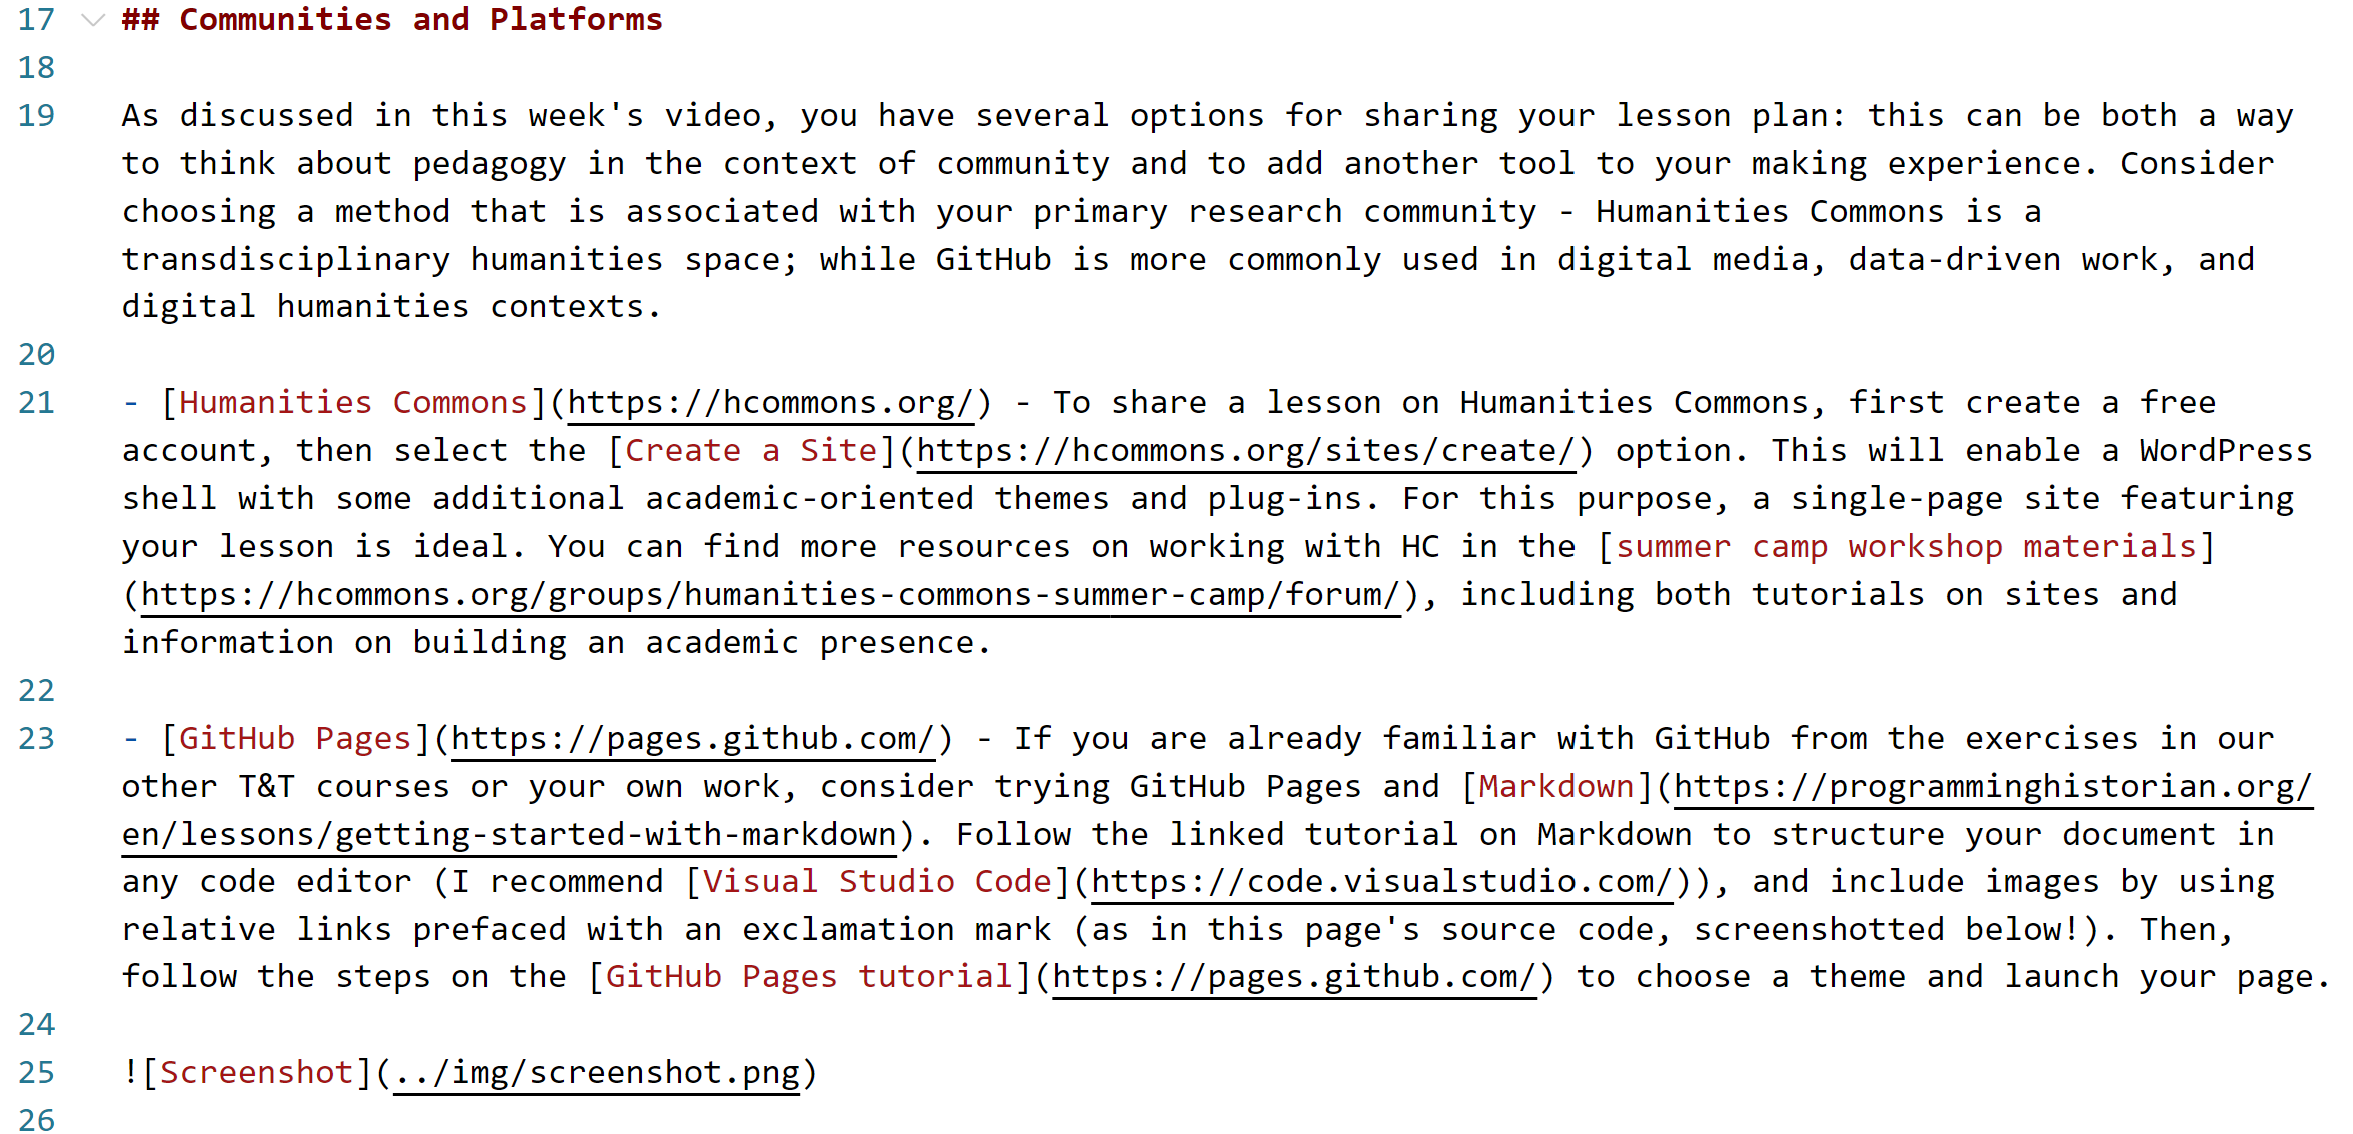 17 ## Communities and Platforms
18
19 As discussed in this week's video, you have several options for sharing your lesson plan: this can be both a way
to think about pedagogy in the context of community and to add another tool to your making experience. Consider
choosing a method that is associated with your primary research community - Humanities Commons is a
transdisciplinary humanities space; while GitHub is more commonly used in digital media, data-driven work, and
digital humanities contexts.
20
21 - [Humanities Commons](https://hcommons.org/) - To share a lesson on Humanities Commons, first create a free
account, then select the [Create a Site](https://hcommons.org/sites/create/) option. This will enable a WordPress
shell with some additional academic-oriented themes and plug-ins. For this purpose, a single-page site featuring
your lesson is ideal. You can find more resources on working with HC in the [summer camp workshop materials]
(https://hcommons.org/groups/humanities-commons-summer-camp/forum/), including both tutorials on sites and
information on building an academic presence.
22
23 - [GitHub Pages](https://pages.github.com/) - If you are already familiar with GitHub from the exercises in our
other T&T courses or your own work, consider trying GitHub Pages and [Markdown](https://programminghistorian.org/
en/lessons/getting-started-with-markdown). Follow the linked tutorial on Markdown to structure your document in
any code editor (I recommend [Visual Studio Code](https://code.visualstudio.com/)), and include images by using
relative links prefaced with an exclamation mark (as in this page's source code, screenshotted below!). Then,
follow the steps on the [GitHub Pages tutorial](https://pages.github.com/) to choose a theme and launch your page.
24
25 ![Screenshot](../img/screenshot.png)
26